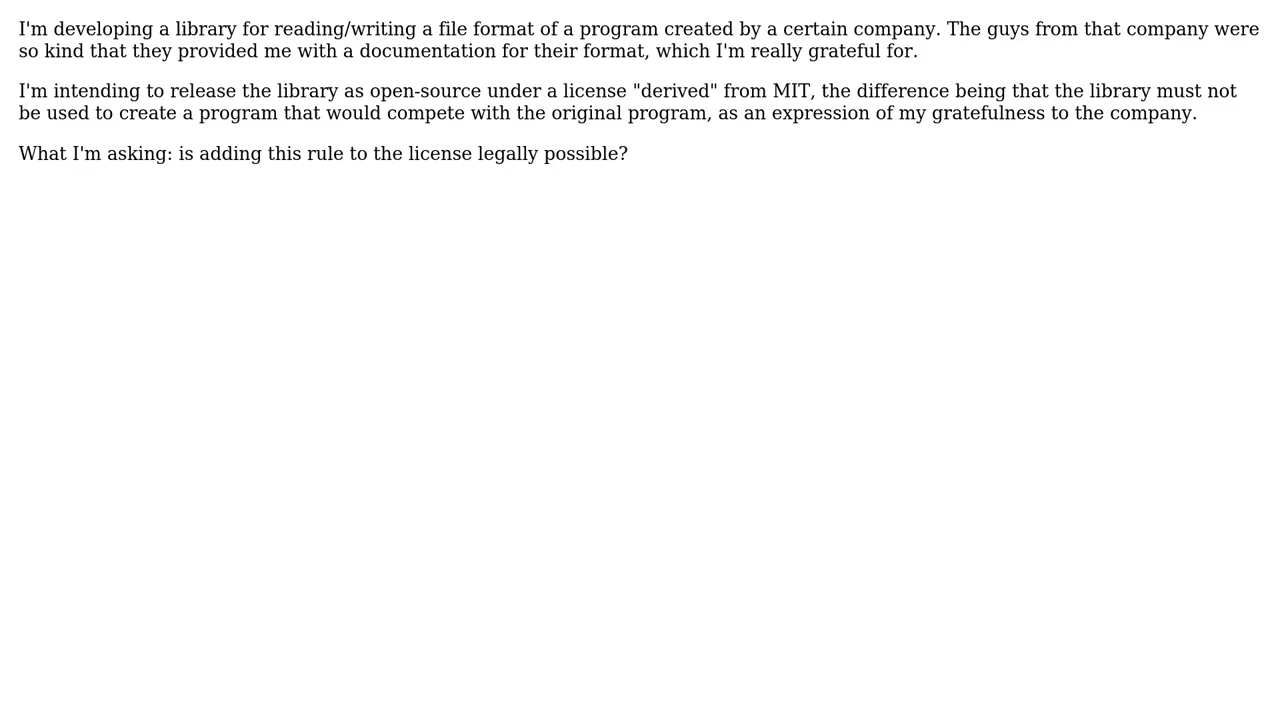 I'm developing a library for reading/writing a file format of a program created by a certain company. The guys from that company were
so kind that they provided me with a documentation for their format, which I'm really grateful for.
I'm intending to release the library as open-source under a license "derived" from MIT, the difference being that the library must not
be used to create a program that would compete with the original program, as an expression of my gratefulness to the company.
What I'm asking: is adding this rule to the license legally possible?